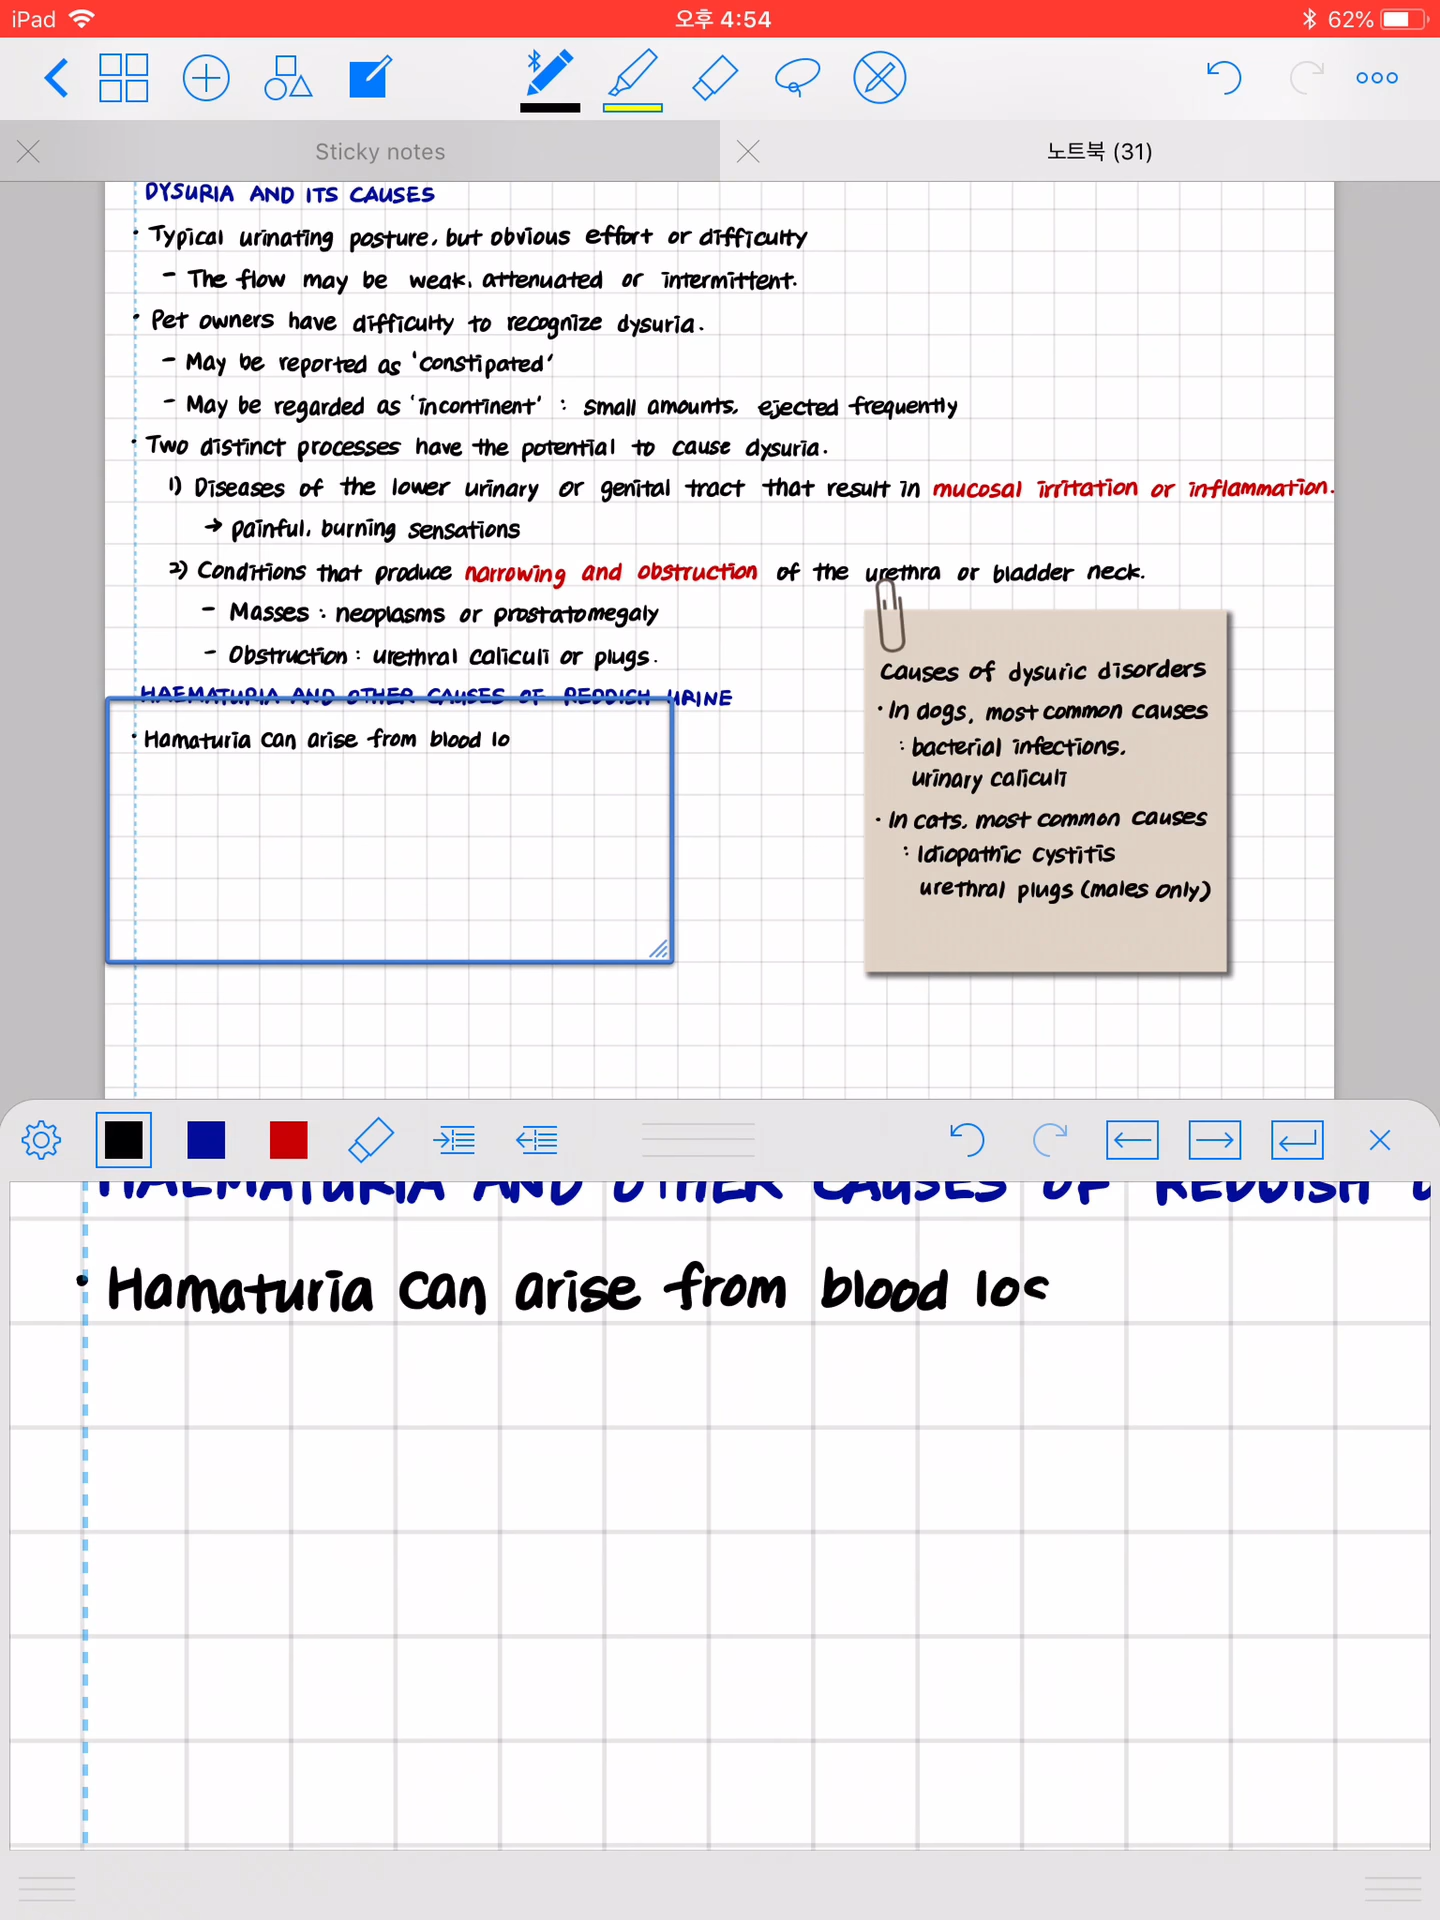 iPad 오후 4:54 62%
Sticky notes 노트북 (31)
DYSURIA AND ITS CAUSES
· Typical urinating posture, but obvious effort or difficulty
- The flow may be weak, attenuated or intermittent.
· Pet owners have difficulty to recognize dysuria.
- May be reported as 'constipated'
- May be regarded as 'incontinent' : small amounts, ejected frequently
· Two distinct processes have the potential to cause dysuria.
1) Diseases of the lower urinary or genital tract that result in mucosal irritation or inflammation.
→ painful, burning sensations
2) Conditions that produce narrowing and obstruction of the urethra or bladder neck.
- Masses : neoplasms or prostatomegaly
- Obstruction : urethral caliculi or plugs.
HAEMATURIA AND OTHER CAUSES OF REDDISH URINE
· Hamaturia can arise from blood lo
Causes of dysuric disorders
· In dogs, most common causes
: bacterial infections.
urinary caliculi
· In cats, most common causes
: Idiopathic cystitis
urethral plugs (males only)
HAEMATURIA AND OTHER CAUSES OF REDDISH U
· Hamaturia can arise from blood los